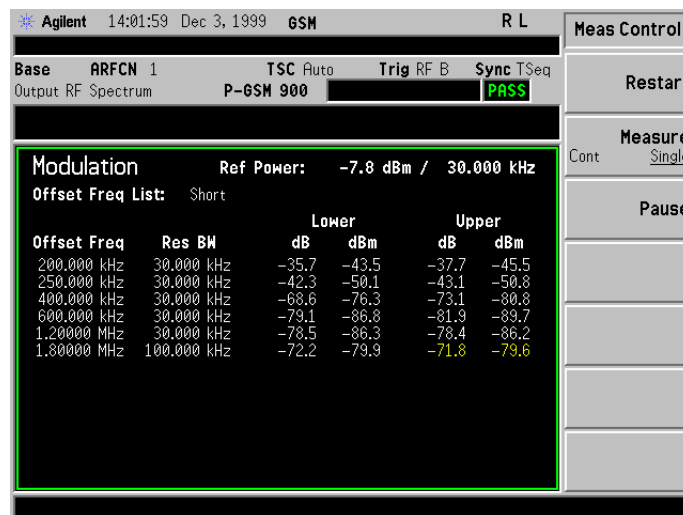 Agilent 14:01:59 Dec 3, 1999 GSM R L
Meas Control
Base ARFCN 1 TSC Auto Trig RF B Sync TSeq
Output RF Spectrum P-GSM 900 PASS
Restar
Measure
Cont Single
Pause
Modulation Ref Power: -7.8 dBm / 30.000 kHz
Offset Freq List: Short
Lower Upper
Offset Freq Res BW dB dBm dB dBm
200.000 kHz 30.000 kHz -35.7 -43.5 -37.7 -45.5
250.000 kHz 30.000 kHz -42.3 -50.1 -43.1 -50.8
400.000 kHz 30.000 kHz -68.6 -76.3 -73.1 -80.8
600.000 kHz 30.000 kHz -79.1 -86.8 -81.9 -89.7
1.20000 MHz 30.000 kHz -78.5 -86.3 -78.4 -86.2
1.80000 MHz 100.000 kHz -72.2 -79.9 -71.8 -79.6